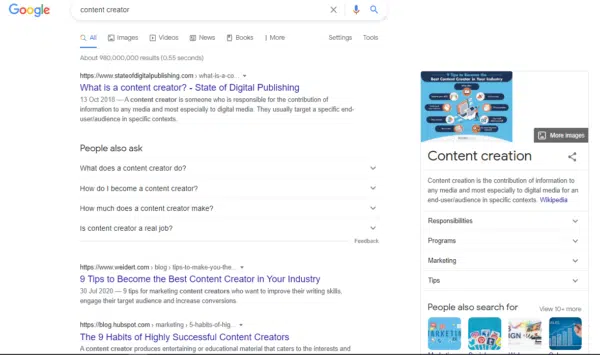 Google
content creator
All
Images
Videos
News
Books
More
Settings
Tools
About 980,000,000 results (0.55 seconds)
https://www.stateofdigitalpublishing.com › what-is-a-co...
What is a content creator? - State of Digital Publishing
13 Oct 2016 — A content creator is someone who is responsible for the contribution of
information to any media and most especially to digital media. They usually target a specific end-
user/audience in specific contexts.
People also ask
What does a content creator do?
How do I become a content creator?
How much does a content creator make?
Is content creator a real job?
Feedback
https://www.weidert.com › blog › tips-to-make-you-the...
9 Tips to Become the Best Content Creator in Your Industry
30 Jul 2020 — 9 tips for marketing content creators who want to improve their writing skills,
engage their target audience and increase conversions.
https://blog.hubspot.com › marketing › 5-habits-of-hig...
The 9 Habits of Highly Successful Content Creators
A content creator produces entertaining or educational material that caters to the interests and
9 Tips to Become the
Best Content Creator in Your Industry
More images
Content creation
Content creation is the contribution of information to
any media and most especially to digital media for an
end-user/audience in specific contexts. Wikipedia
Responsibilities
Programs
Marketing
Tips
People also search for
View 10+ more